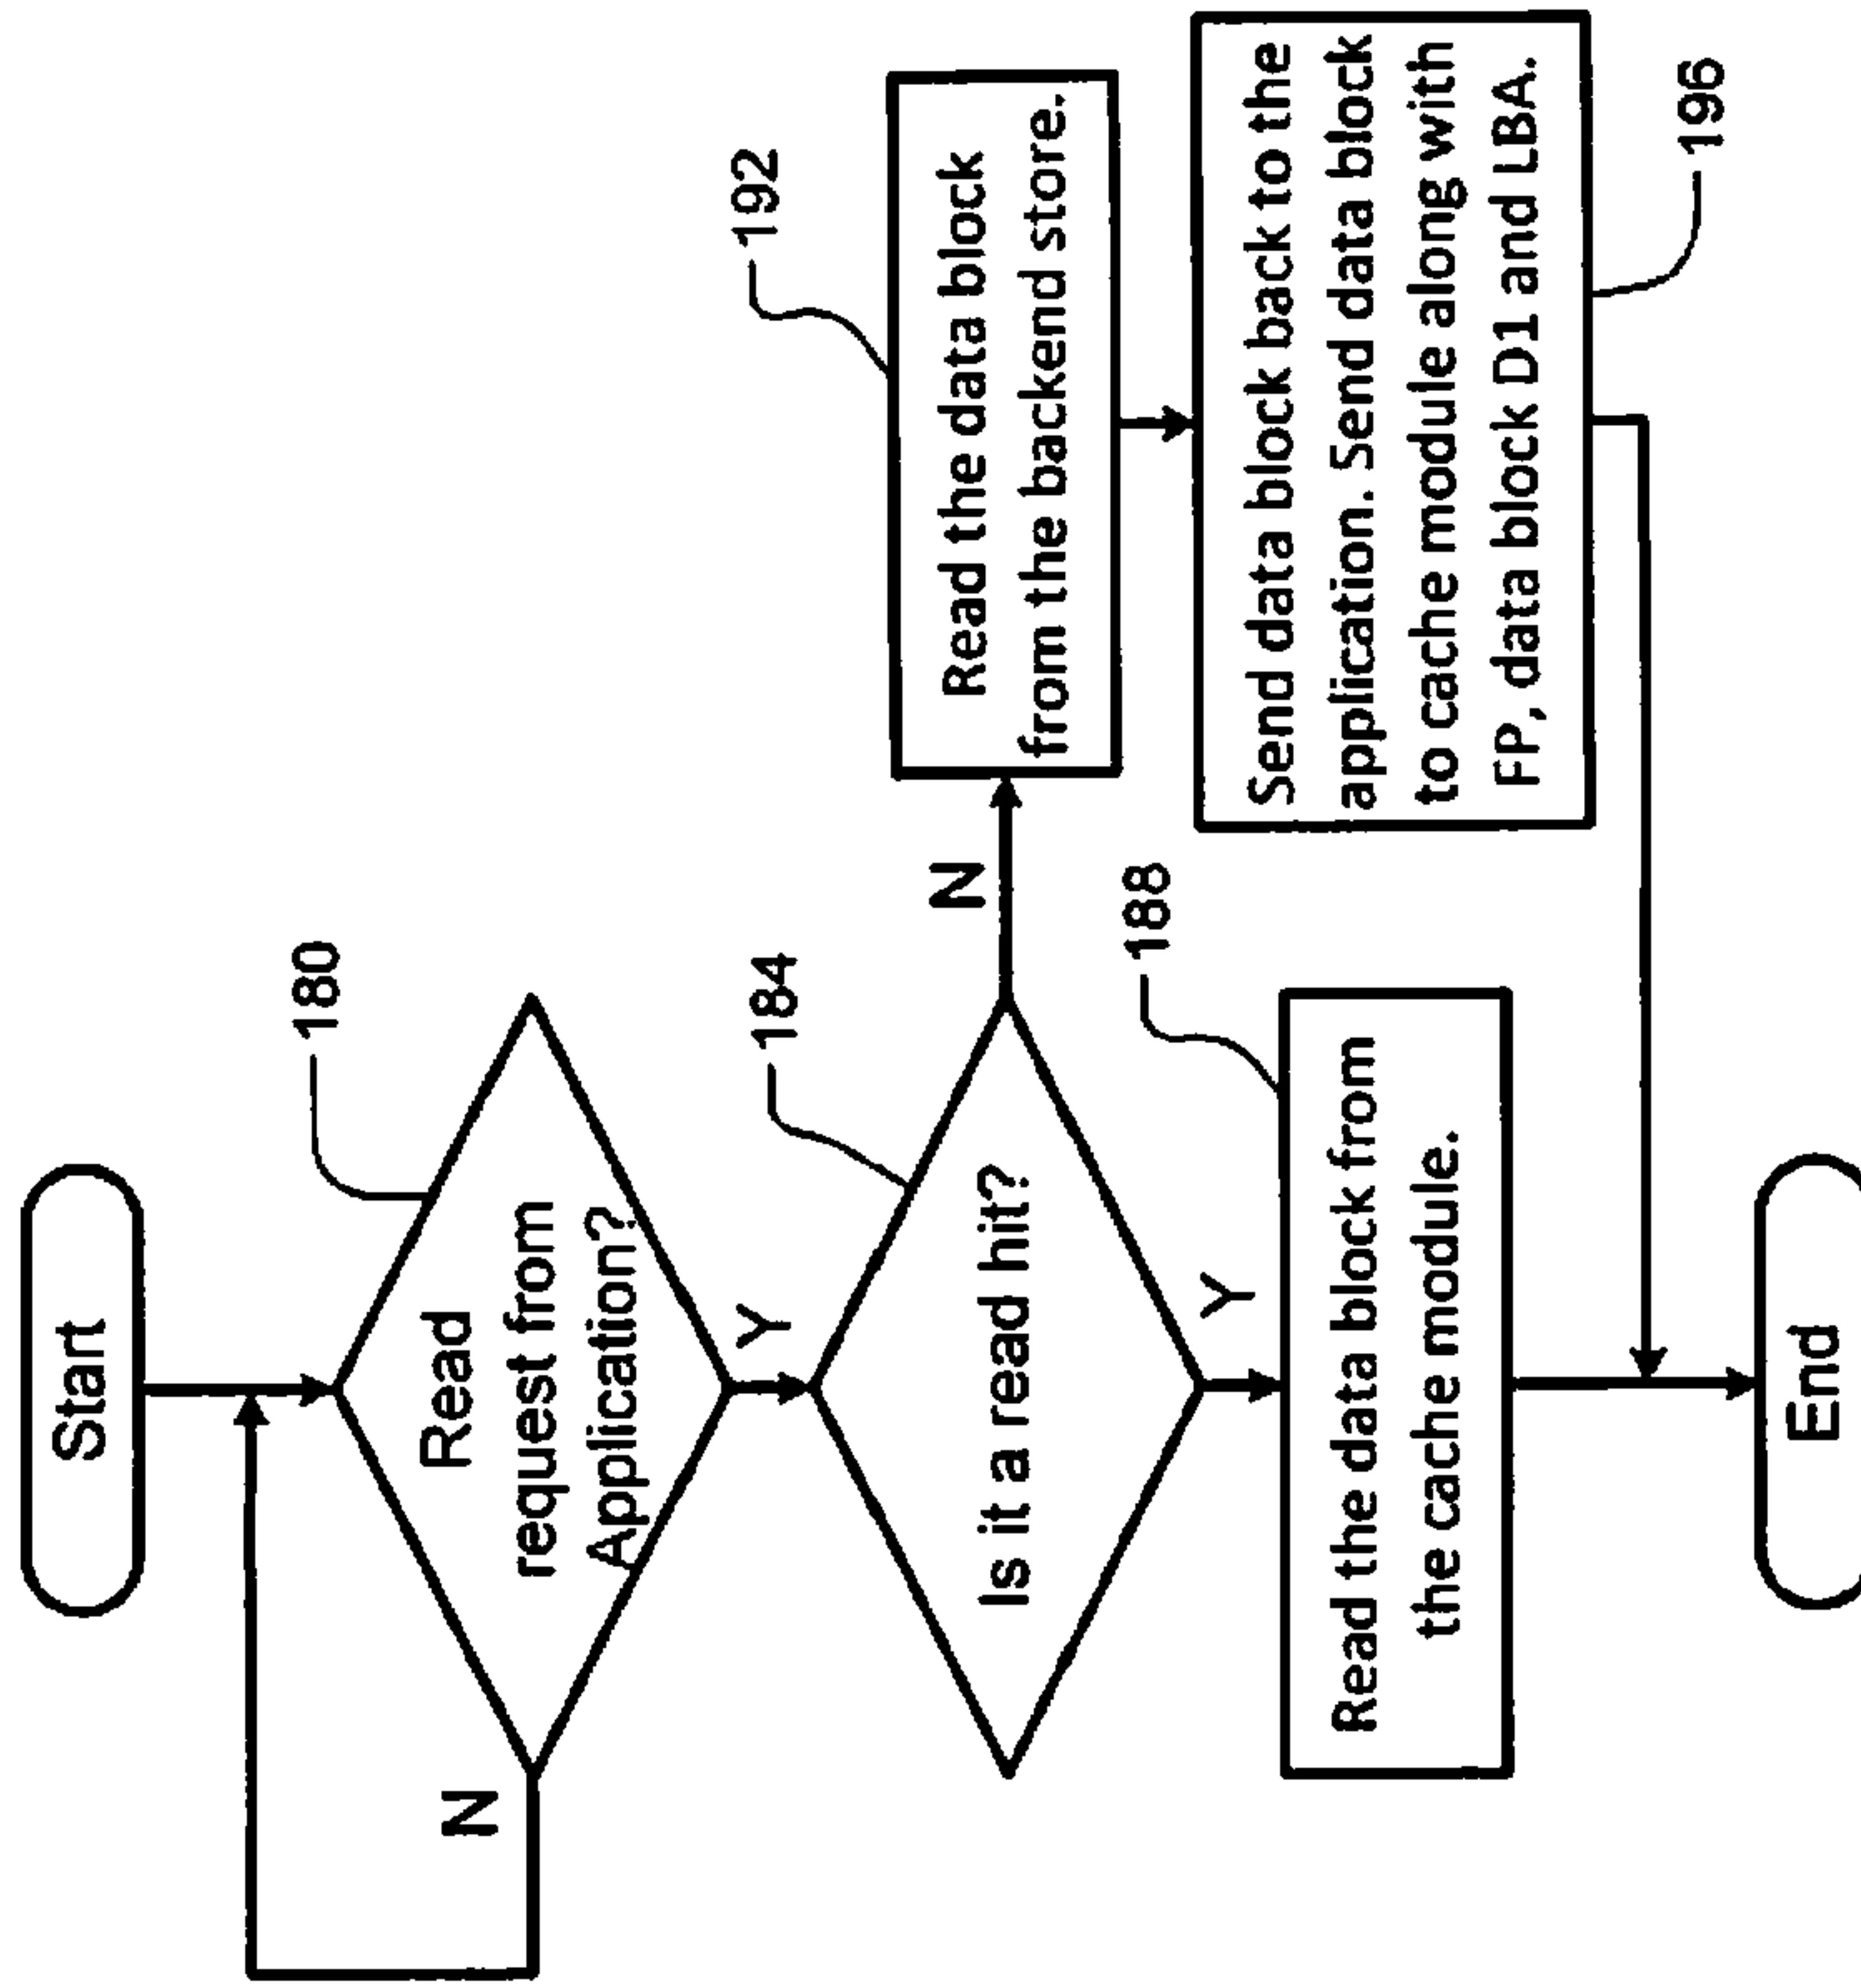 Start
180
Read
request from
Application?
N
Y
184
Is it a read hit?
N
192
Read the data block
from the backend store.
Y
188
Read the data block from
the cache module.
Send data block back to the
application. Send data block
to cache module along with
FP, data block D1 and LBA.
196
End